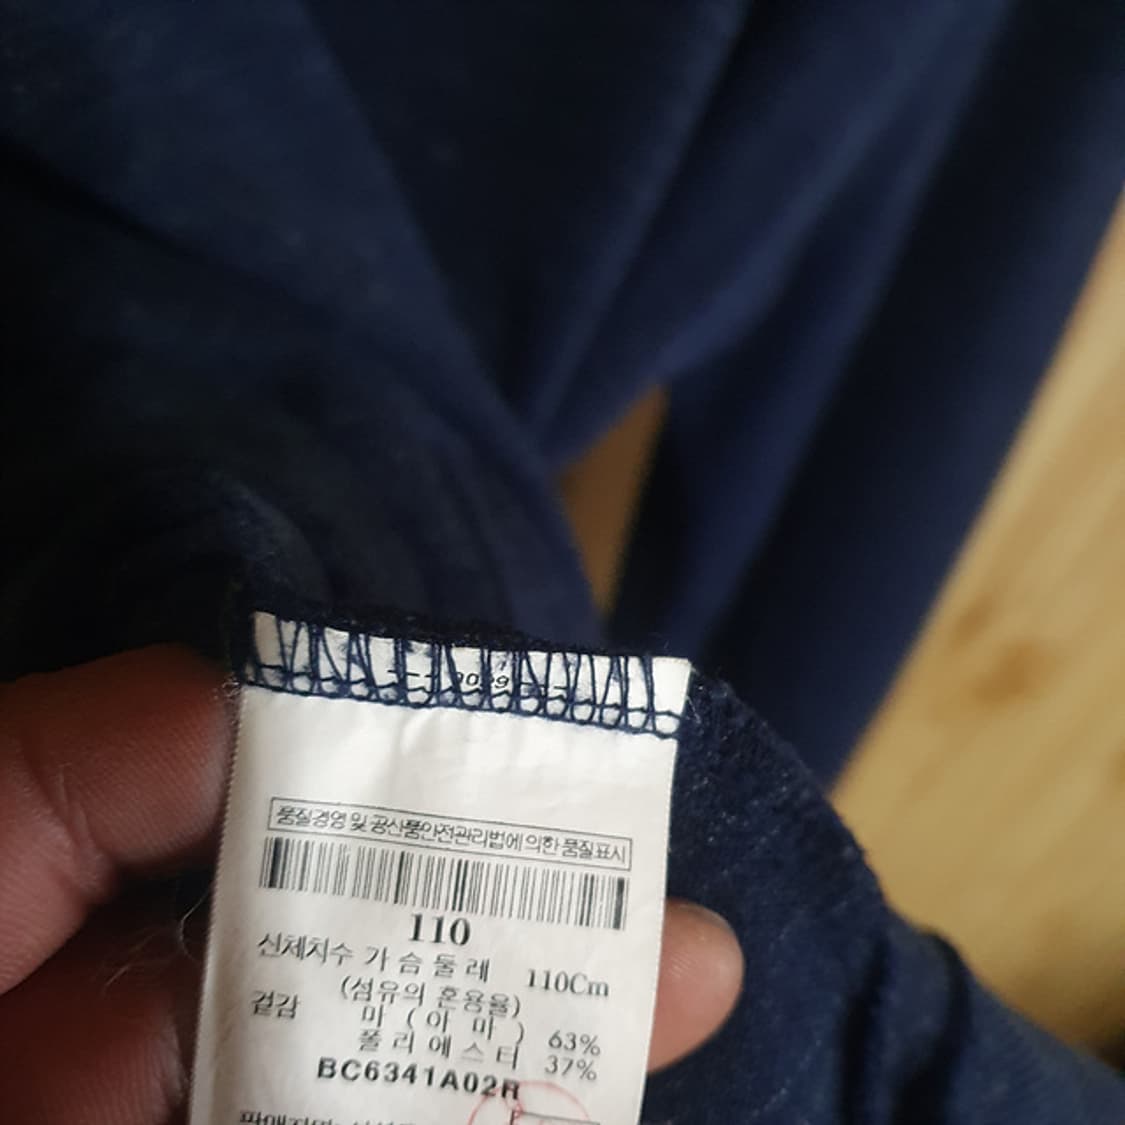 품질경영 및 공산품안전관리법에 의한 품질표시
110
신체치수 가 슴 둘 레 110Cm
(섬유의 혼용율)
겉감 마 ( 아 마 ) 63%
폴 리 에 스 터 37%
BC6341A02R